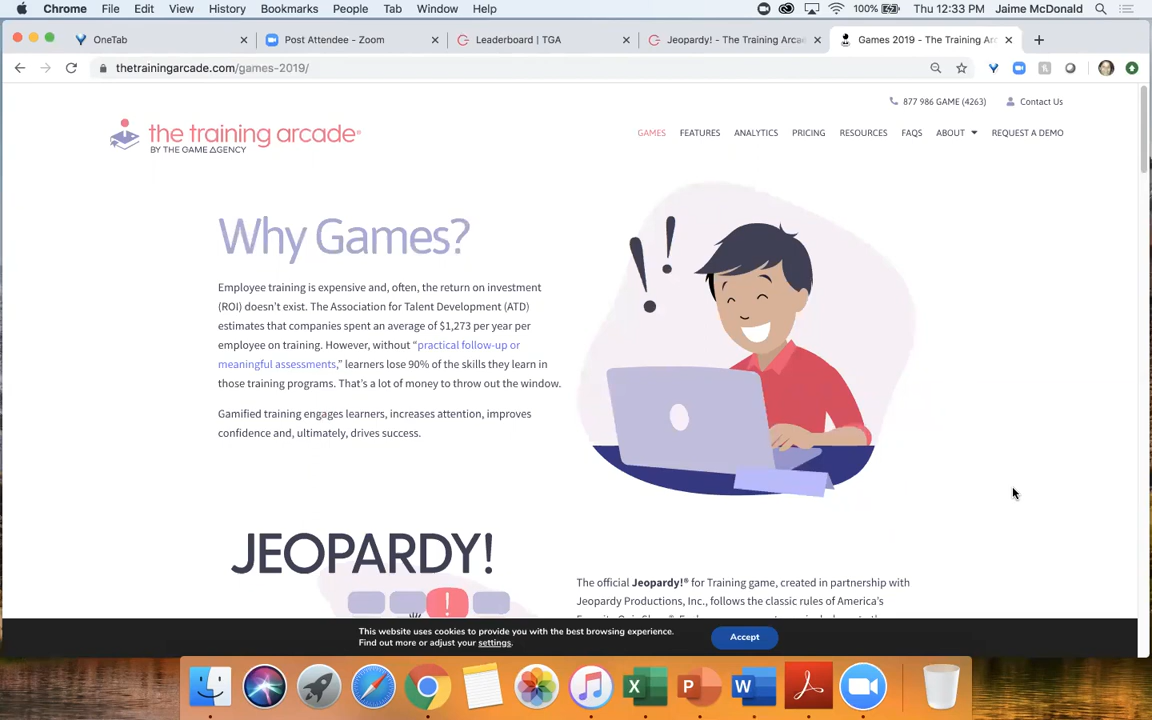 Chrome File Edit View History Bookmarks People Tab Window Help 100% Thu 12:33 PM Jaime McDonald
OneTab Post Attendee - Zoom Leaderboard | TGA Jeopardy! - The Training Arca Games 2019 - The Training Ar
thetrainingarcade.com/games-2019/
877 986 GAME (4263) Contact Us
the training arcade®
BY THE GAME AGENCY
GAMES FEATURES ANALYTICS PRICING RESOURCES FAQS ABOUT REQUEST A DEMO
Why Games?
Employee training is expensive and, often, the return on investment
(ROI) doesn't exist. The Association for Talent Development (ATD)
estimates that companies spent an average of $1,273 per year per
employee on training. However, without “practical follow-up or
meaningful assessments,” learners lose 90% of the skills they learn in
those training programs. That's a lot of money to throw out the window.
Gamified training engages learners, increases attention, improves
confidence and, ultimately, drives success.
JEOPARDY!
The official Jeopardy!® for Training game, created in partnership with
Jeopardy Productions, Inc., follows the classic rules of America's
This website uses cookies to provide you with the best browsing experience.
Find out more or adjust your settings.
Accept